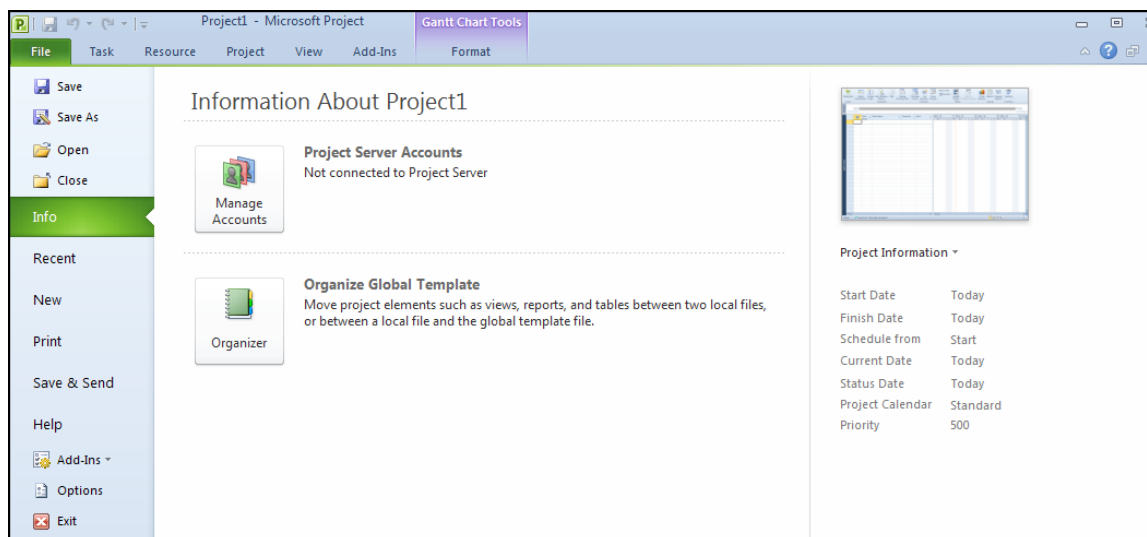 Project1 - Microsoft Project
Gantt Chart Tools
File Task Resource Project View Add-Ins Format
Save
Save As
Open
Close
Info
Recent
New
Print
Save & Send
Help
Add-Ins
Options
Exit
Information About Project1
Manage
Accounts
Project Server Accounts
Not connected to Project Server
Organizer
Organize Global Template
Move project elements such as views, reports, and tables between two local files,
or between a local file and the global template file.
Project Information
Start Date Today
Finish Date Today
Schedule from Start
Current Date Today
Status Date Today
Project Calendar Standard
Priority 500